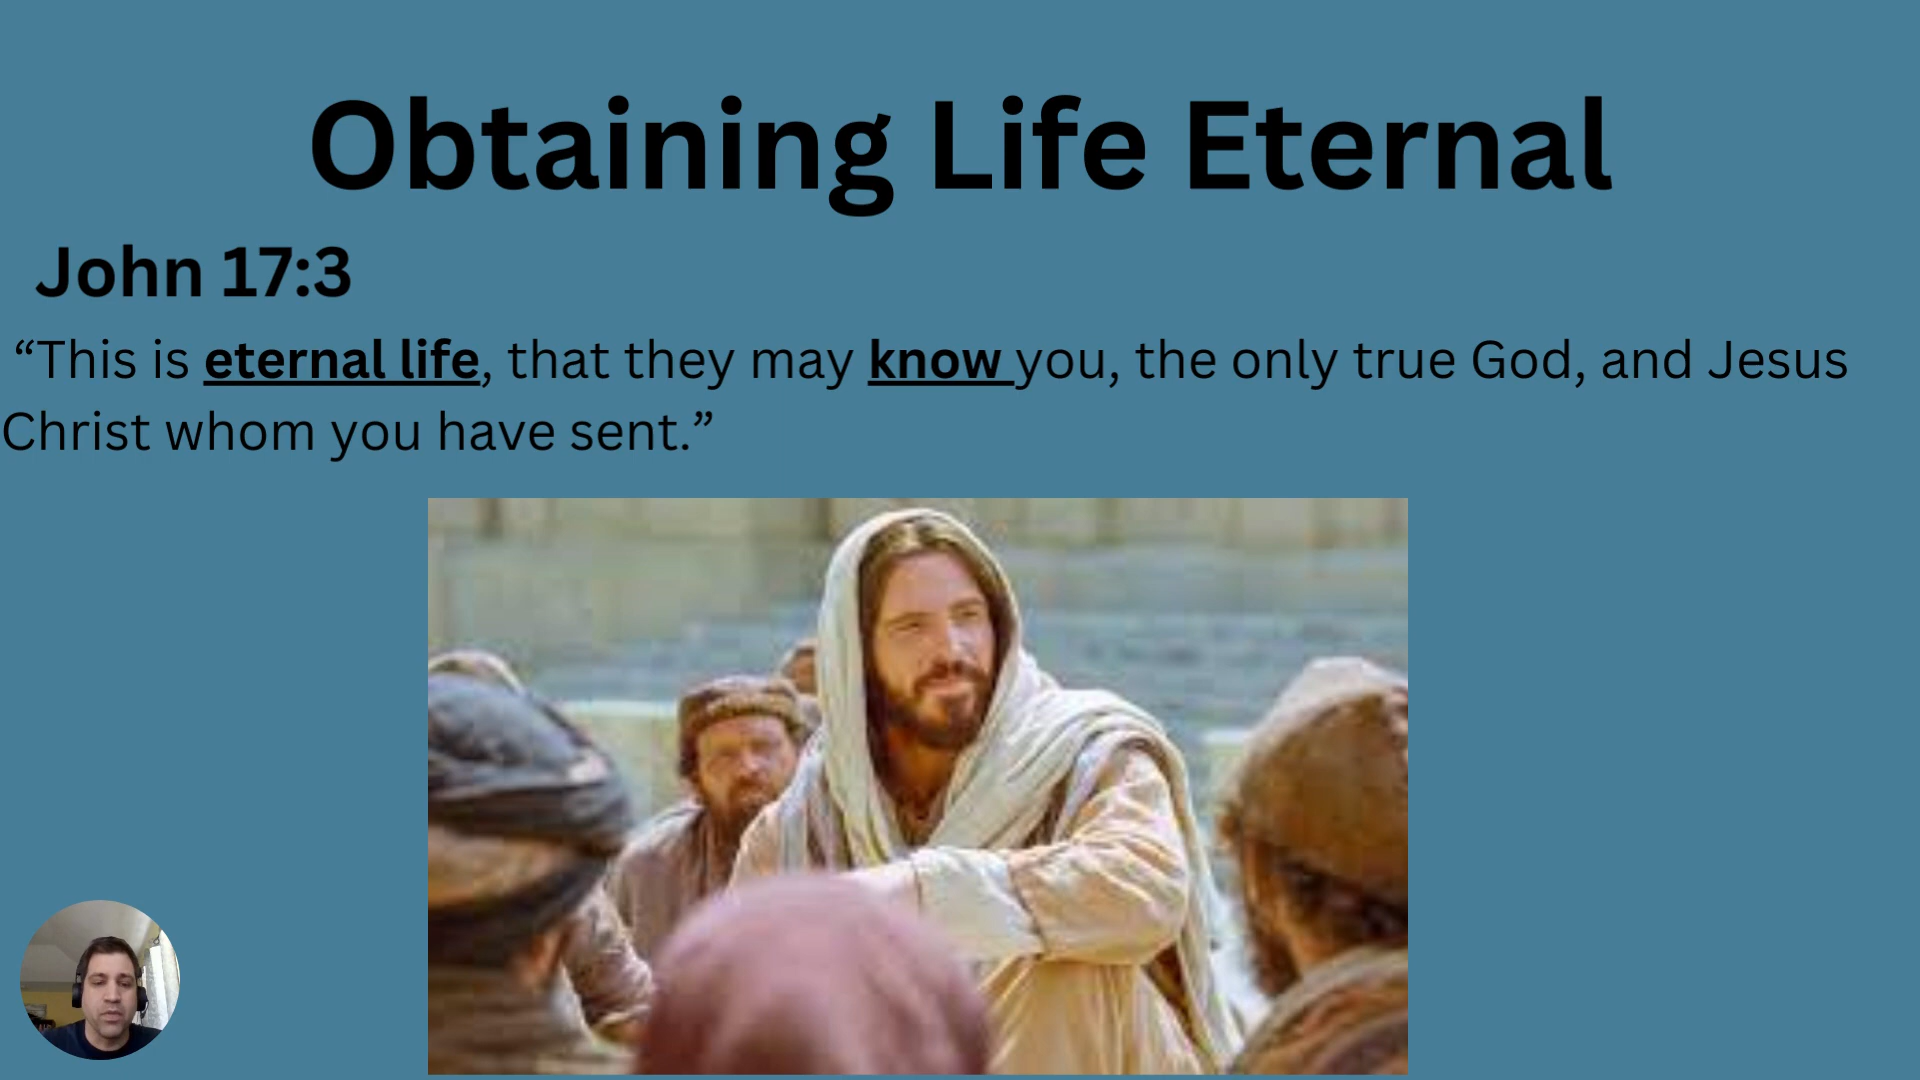 Obtaining Life Eternal
John 17:3
“This is eternal life, that they may know you, the only true God, and Jesus
Christ whom you have sent.”